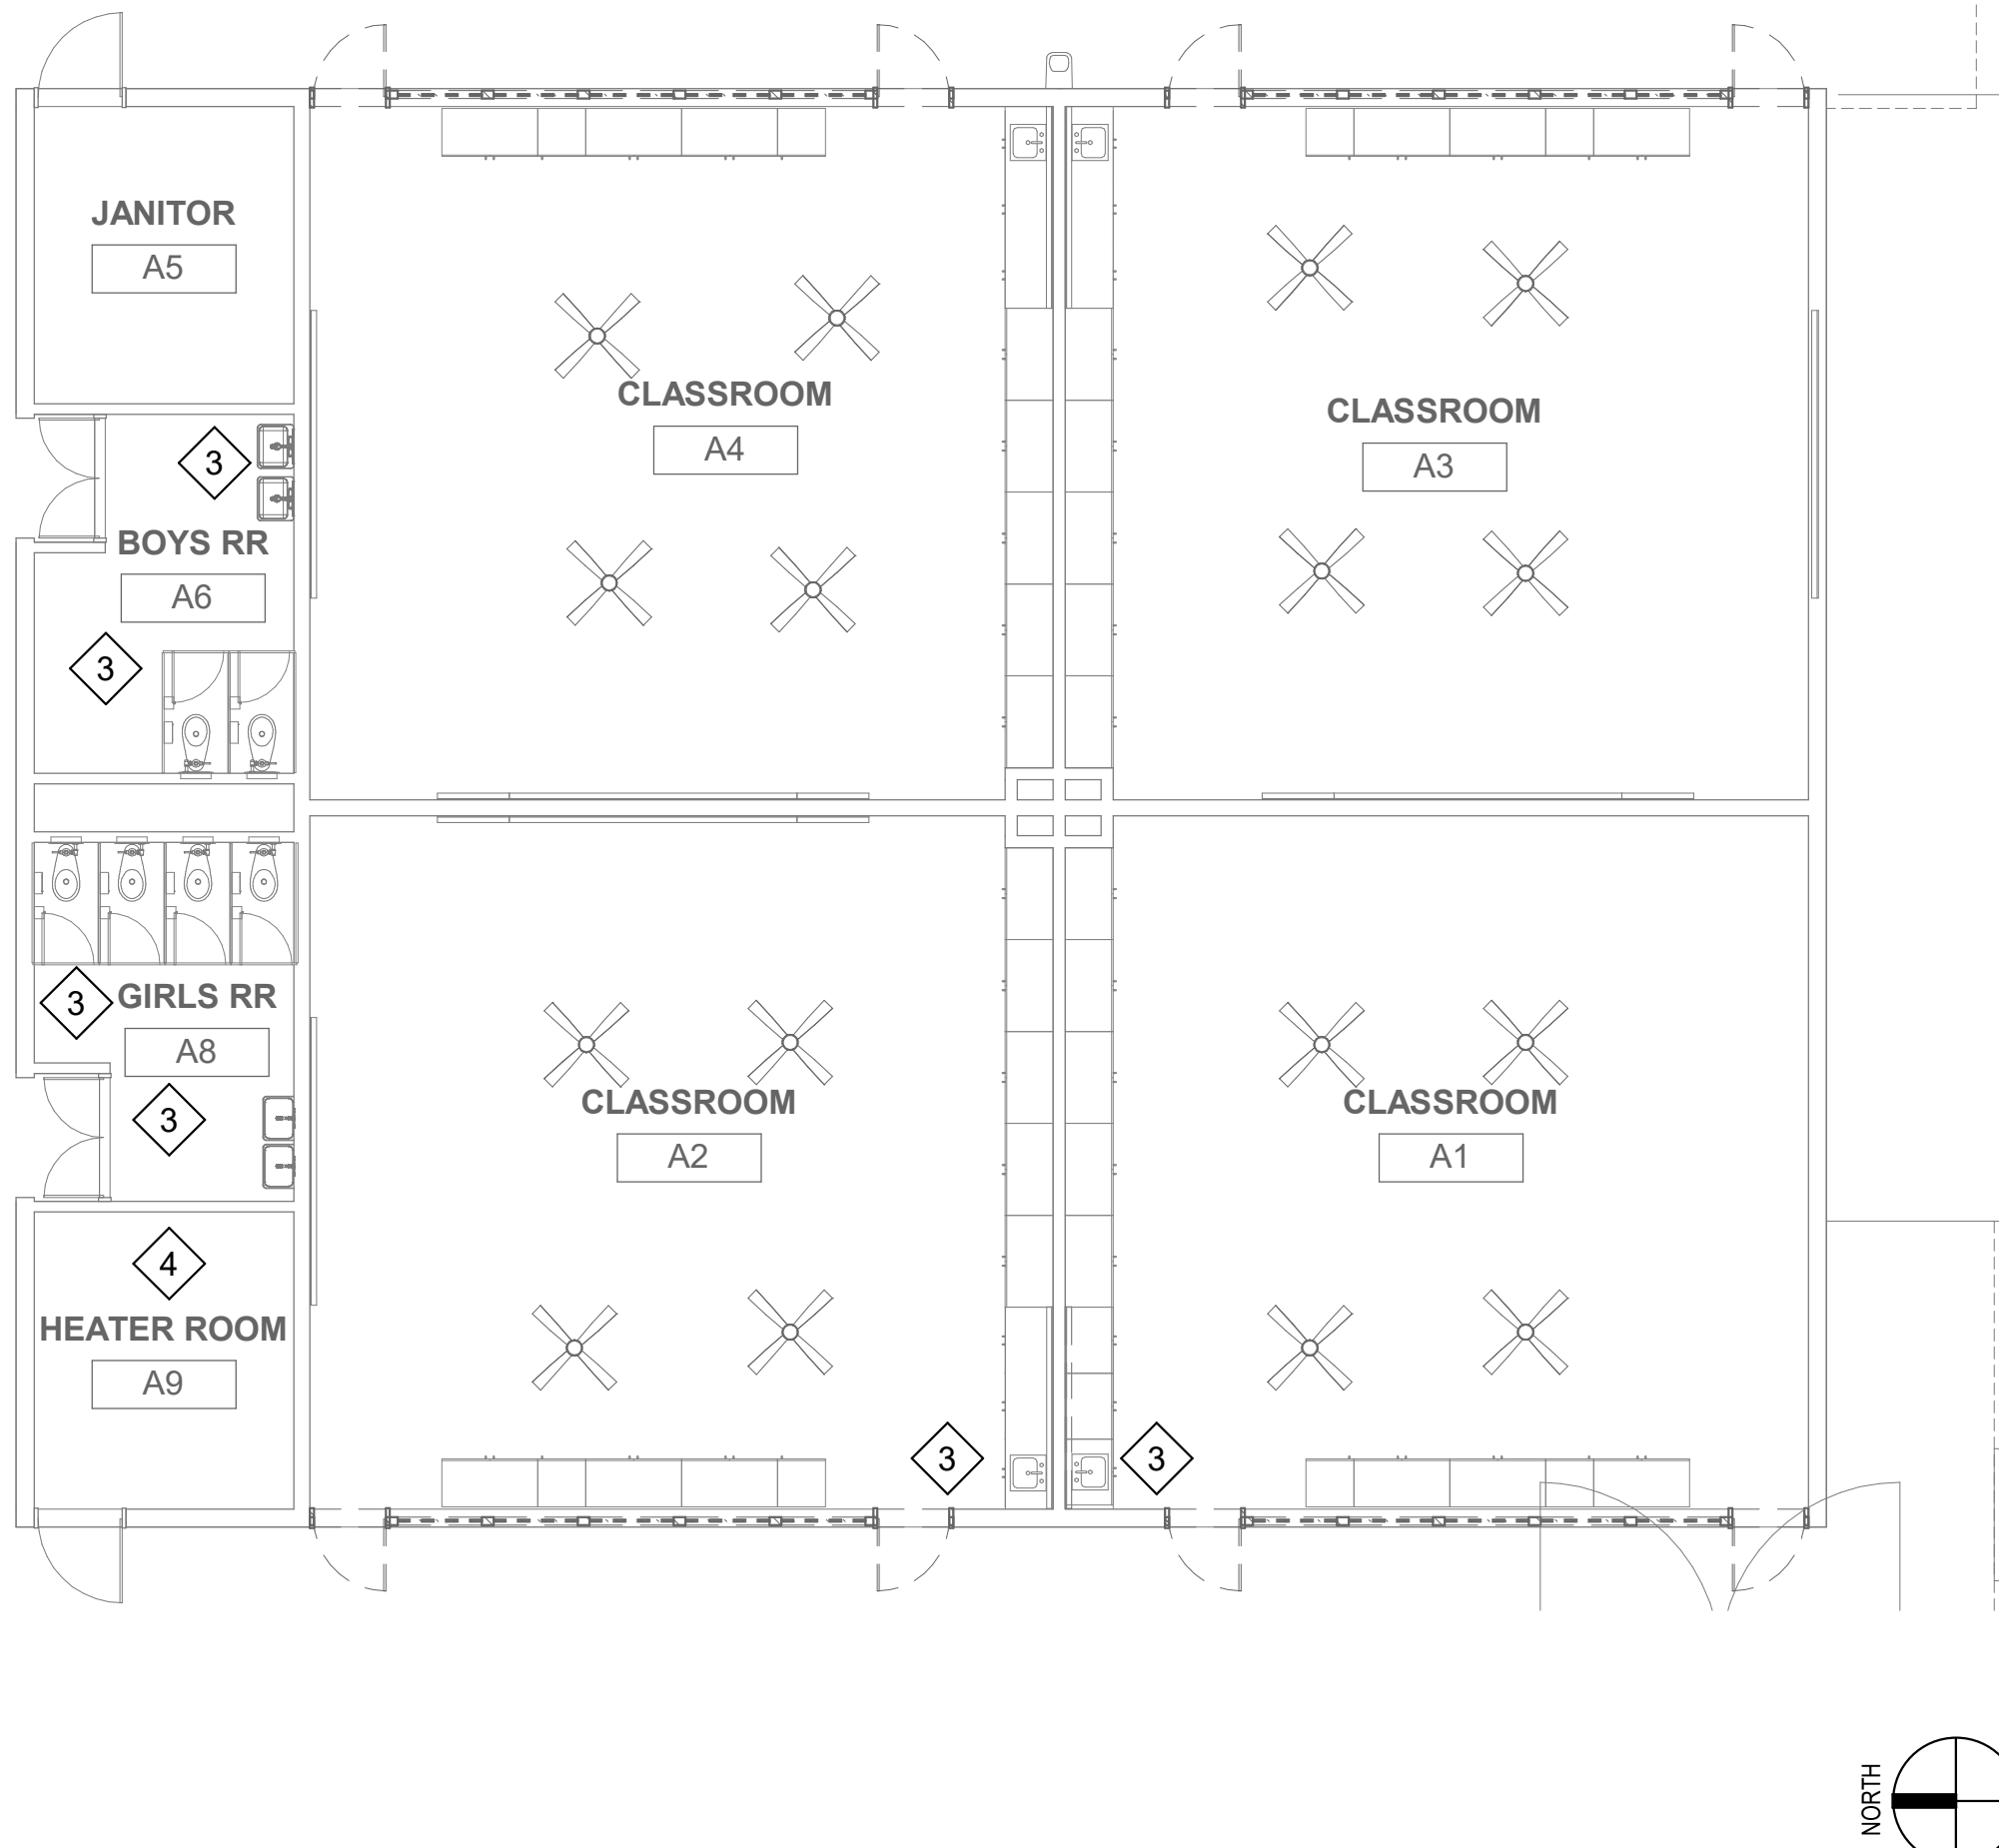 JANITOR
A5
CLASSROOM
A4
CLASSROOM
A3
3
BOYS RR
A6
3
3
GIRLS RR
A8
3
CLASSROOM
A2
CLASSROOM
A1
4
HEATER ROOM
A9
3
3
NORTH